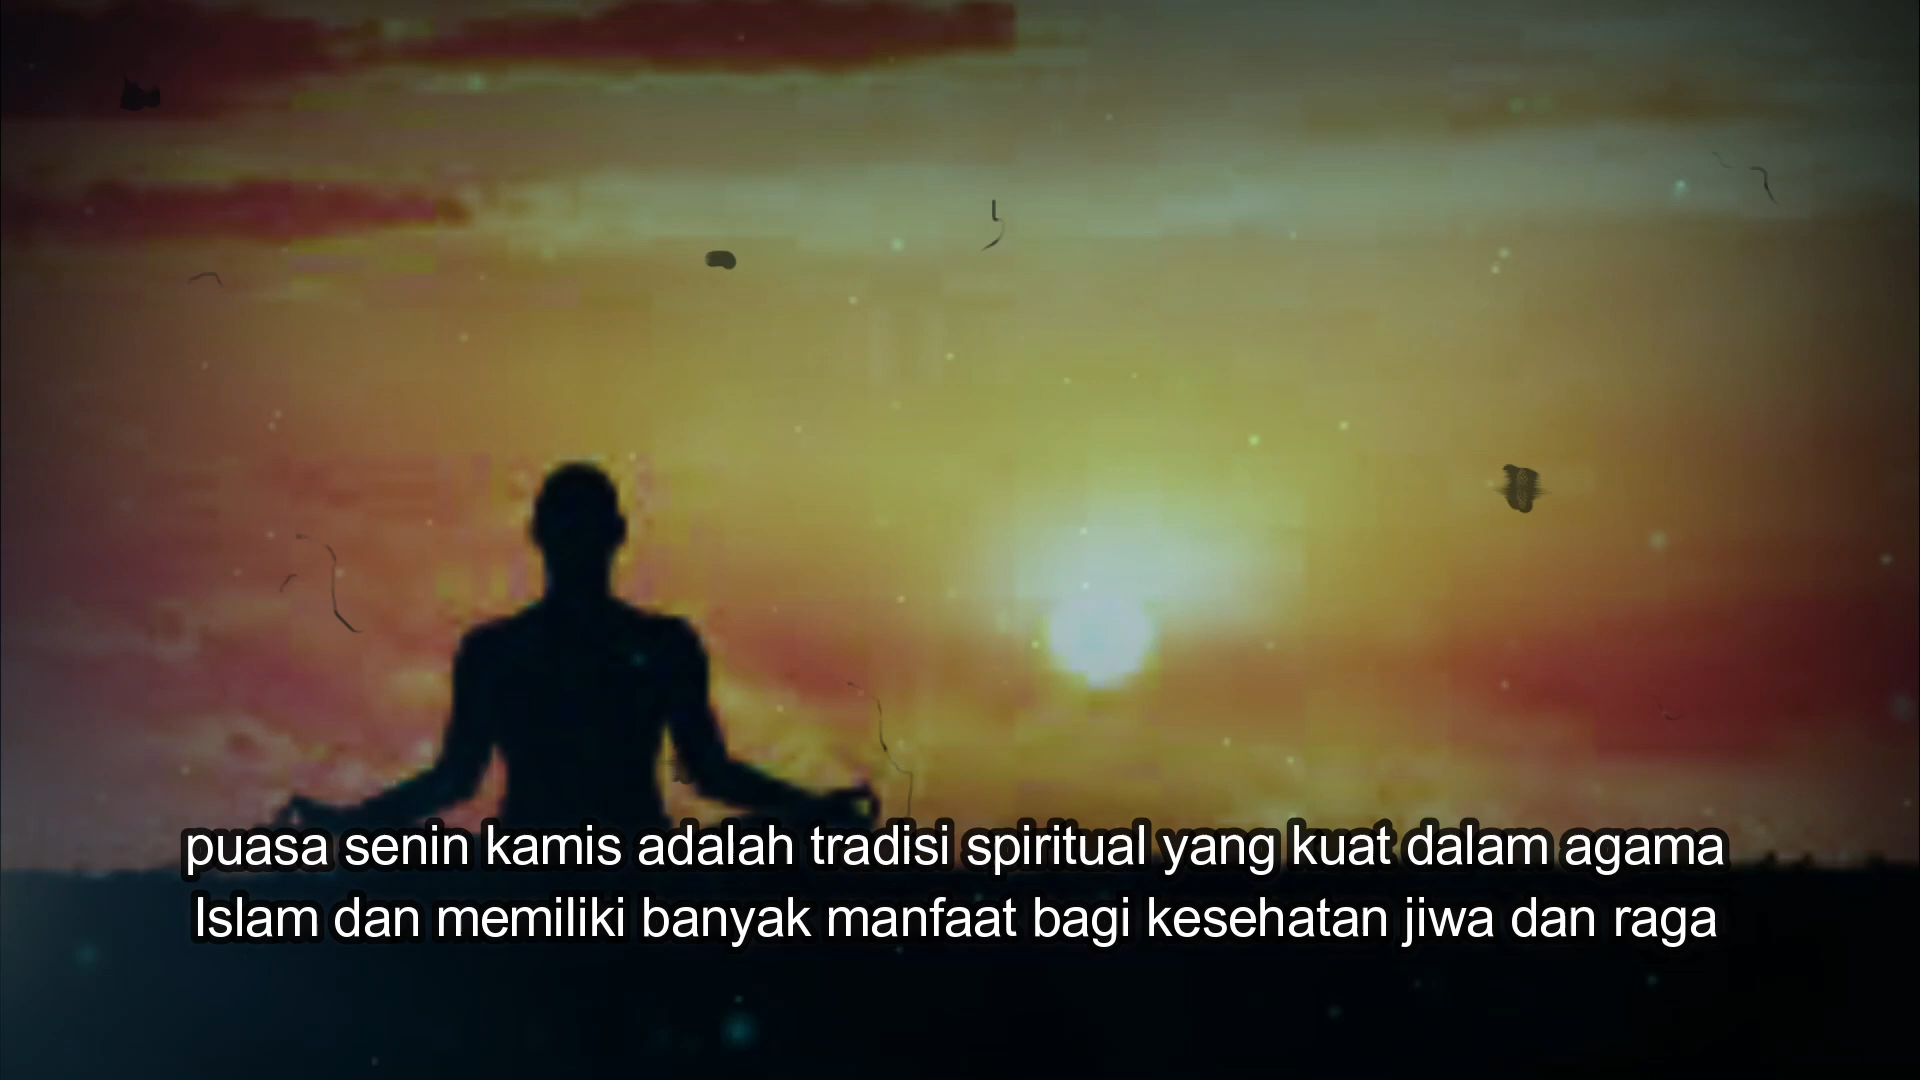 puasa senin kamis adalah tradisi spiritual yang kuat dalam agama
Islam dan memiliki banyak manfaat bagi kesehatan jiwa dan raga